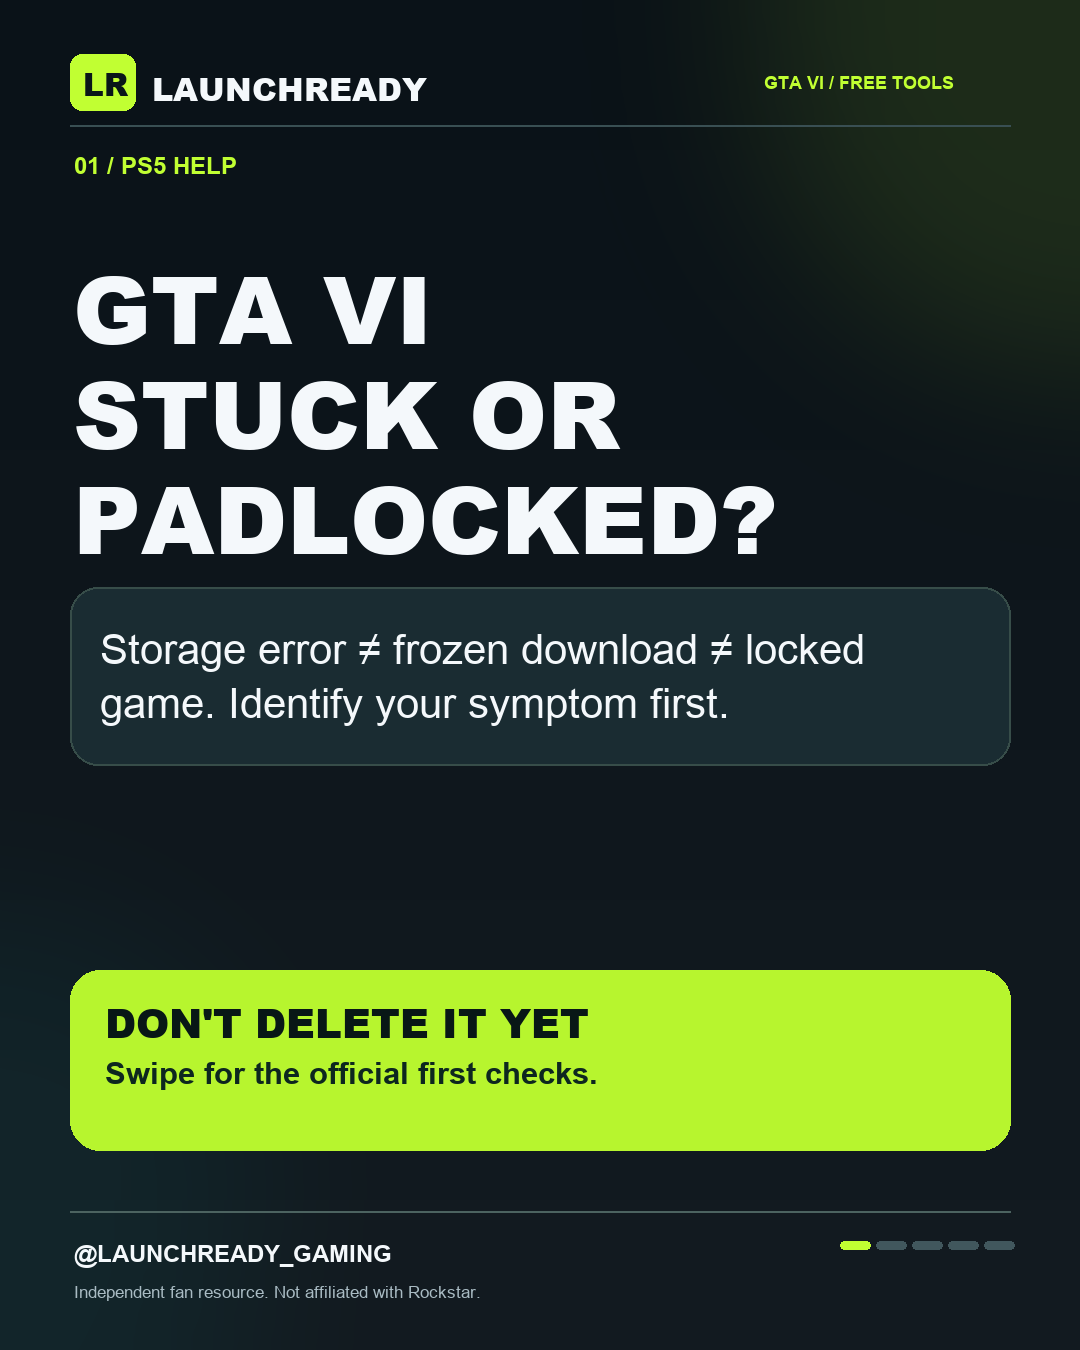 LR LAUNCHREADY
GTA VI / FREE TOOLS
01 / PS5 HELP
GTA VI
STUCK OR
PADLOCKED?
Storage error ≠ frozen download ≠ locked
game. Identify your symptom first.
DON'T DELETE IT YET
Swipe for the official first checks.
@LAUNCHREADY_GAMING
Independent fan resource. Not affiliated with Rockstar.